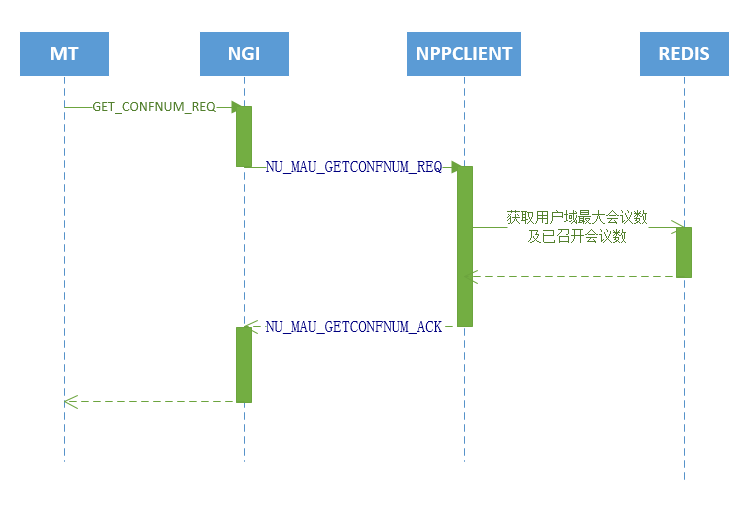 MT
NGI
NPPCLIENT
REDIS
GET_CONFNUM_REQ
NU_MAU_GETCONFNUM_REQ
获取用户域最大会议数
及已召开会议数
NU_MAU_GETCONFNUM_ACK